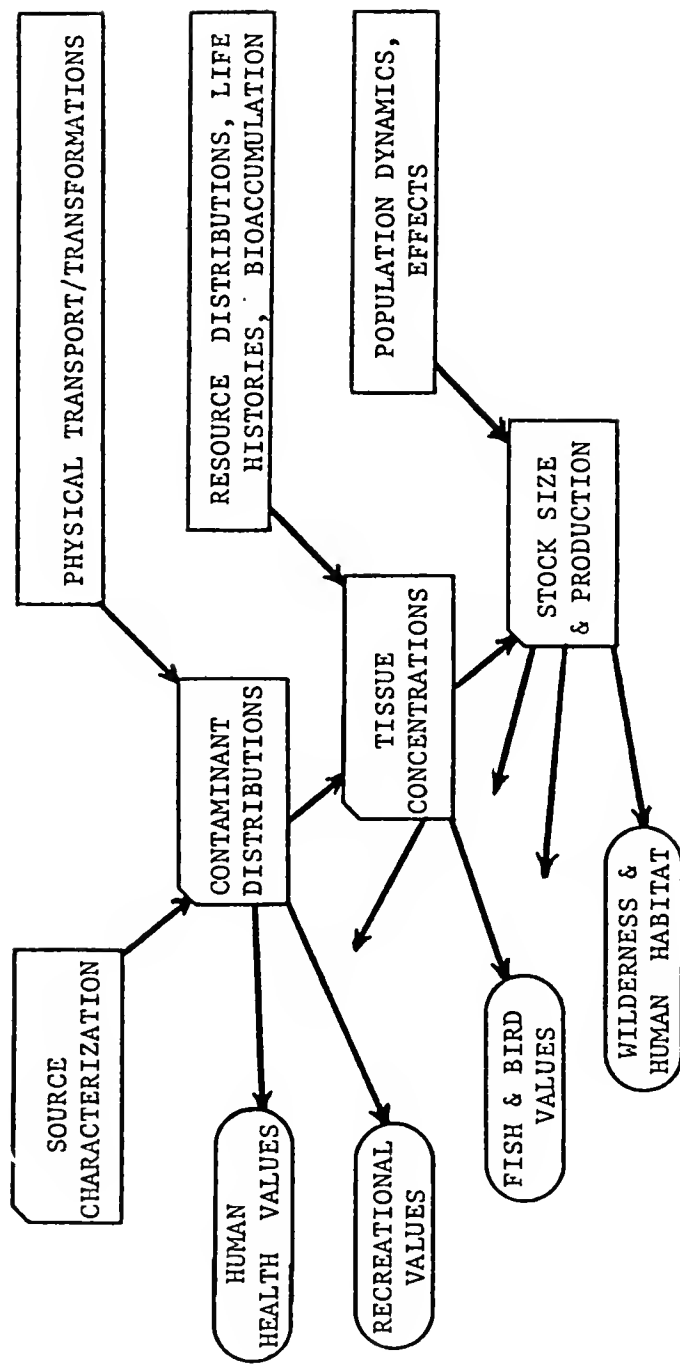 SOURCE
CHARACTERIZATION
PHYSICAL TRANSPORT/TRANSFORMATIONS
CONTAMINANT
DISTRIBUTIONS
RESOURCE DISTRIBUTIONS, LIFE
HISTORIES, BIOACCUMULATION
HUMAN
HEALTH VALUES
TISSUE
CONCENTRATIONS
POPULATION DYNAMICS,
EFFECTS
RECREATIONAL
VALUES
STOCK SIZE
& PRODUCTION
FISH & BIRD
VALUES
WILDERNESS &
HUMAN HABITAT